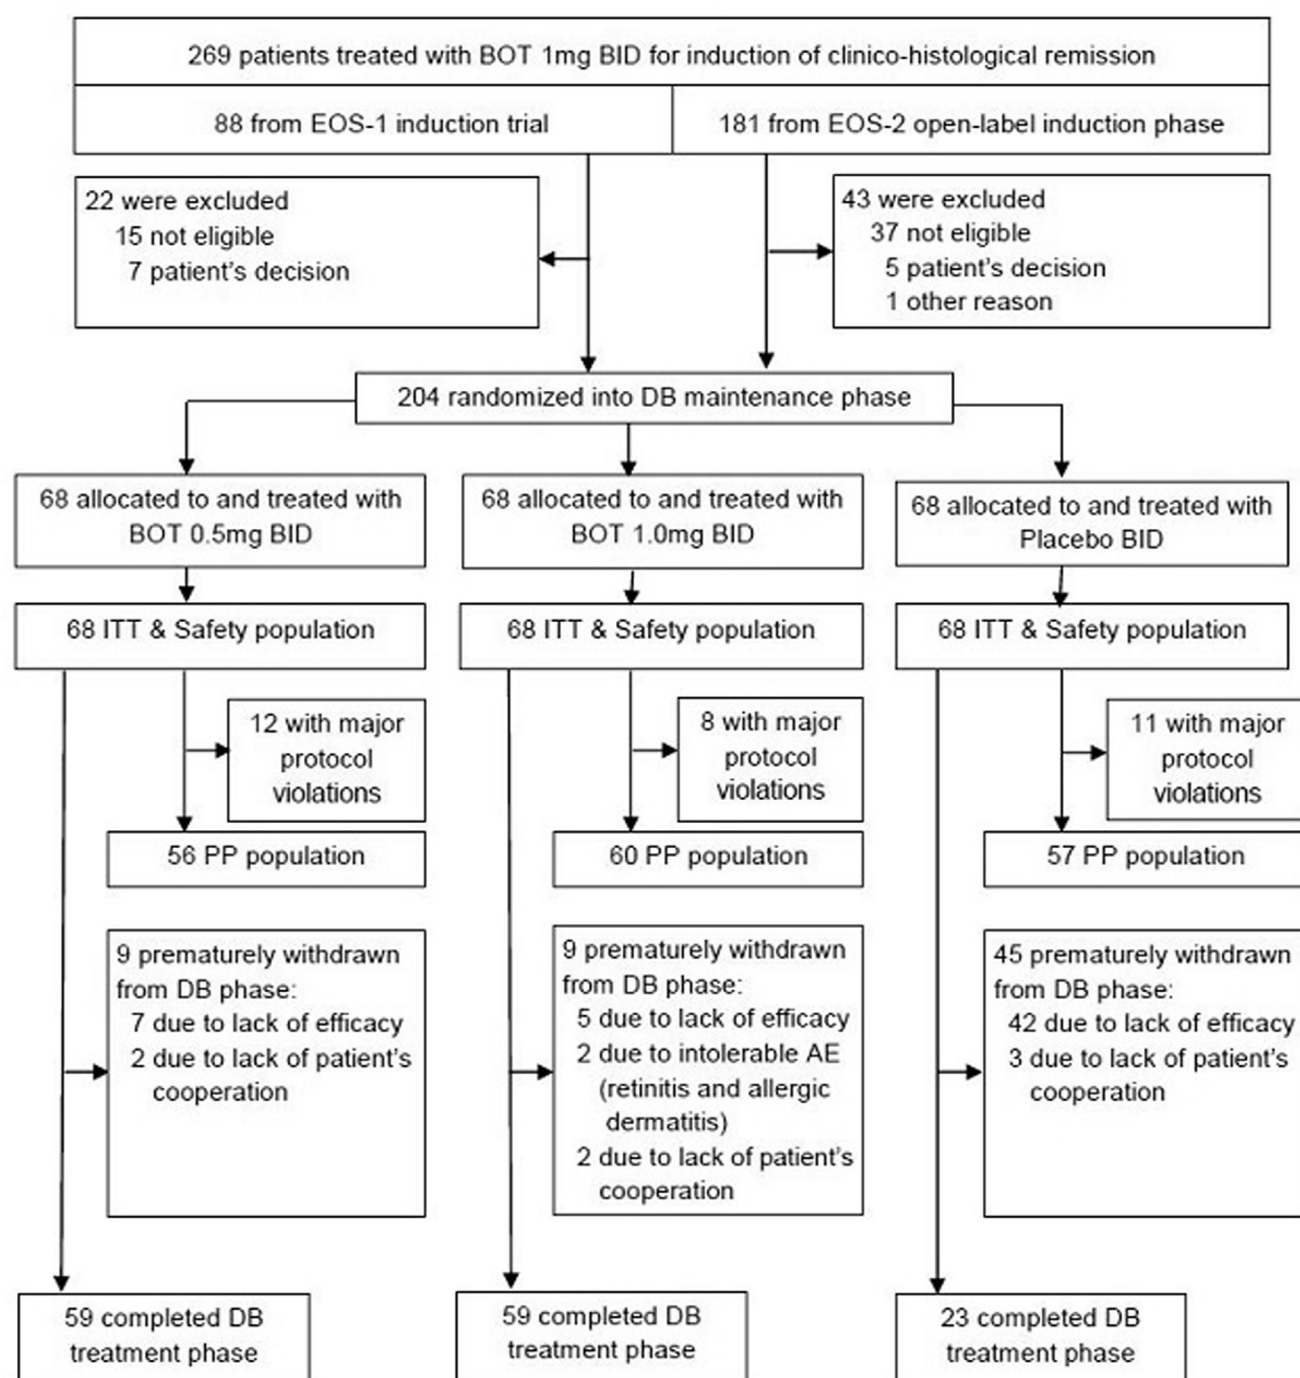 269 patients treated with BOT 1mg BID for induction of clinico-histological remission
88 from EOS-1 induction trial
181 from EOS-2 open-label induction phase
22 were excluded
15 not eligible
7 patient's decision
43 were excluded
37 not eligible
5 patient's decision
1 other reason
204 randomized into DB maintenance phase
68 allocated to and treated with
BOT 0.5mg BID
68 allocated to and treated with
BOT 1.0mg BID
68 allocated to and treated with
Placebo BID
68 ITT & Safety population
68 ITT & Safety population
68 ITT & Safety population
12 with major
protocol
violations
8 with major
protocol
violations
11 with major
protocol
violations
56 PP population
60 PP population
57 PP population
9 prematurely withdrawn
from DB phase:
7 due to lack of efficacy
2 due to lack of patient's
cooperation
9 prematurely withdrawn
from DB phase:
5 due to lack of efficacy
2 due to intolerable AE
(retinitis and allergic
dermatitis)
2 due to lack of patient's
cooperation
45 prematurely withdrawn
from DB phase:
42 due to lack of efficacy
3 due to lack of patient's
cooperation
59 completed DB
treatment phase
59 completed DB
treatment phase
23 completed DB
treatment phase